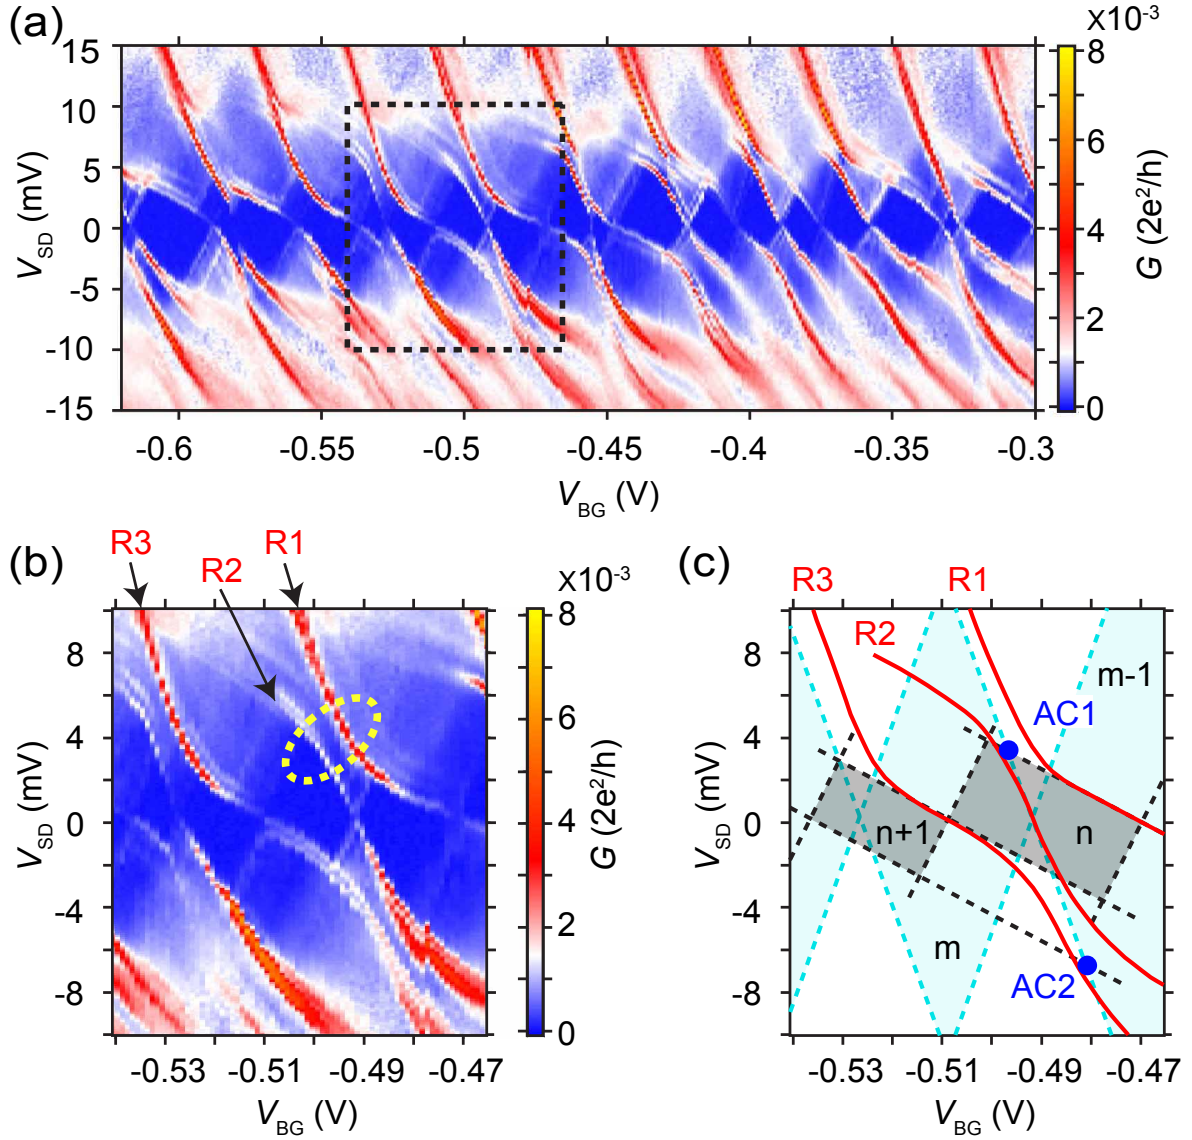 (a)
X10⁻³
15
10
5
0
-5
-10
-15
V_SD (mV)
8
6
4
2
0
G (2e²/h)
-0.6
-0.55
-0.5
-0.45
-0.4
-0.35
-0.3
V_BG (V)
(b)
R3
R2
R1
X10⁻³
8
4
0
-4
-8
V_SD (mV)
8
6
4
2
0
G (2e²/h)
-0.53
-0.51
-0.49
-0.47
V_BG (V)
(c)
R3
R1
R2
m-1
AC1
n+1
n
m
AC2
8
4
0
-4
-8
V_SD (mV)
-0.53
-0.51
-0.49
-0.47
V_BG (V)